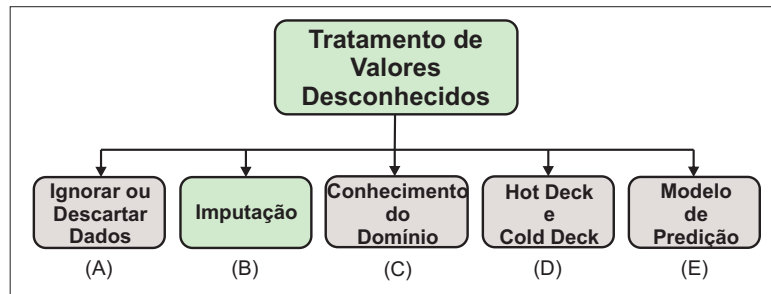 Tratamento de
Valores
Desconhecidos
Ignorar ou
Descartar
Dados
Imputação
Conhecimento
do
Domínio
Hot Deck
e
Cold Deck
Modelo
de
Predição
(A)
(B)
(C)
(D)
(E)